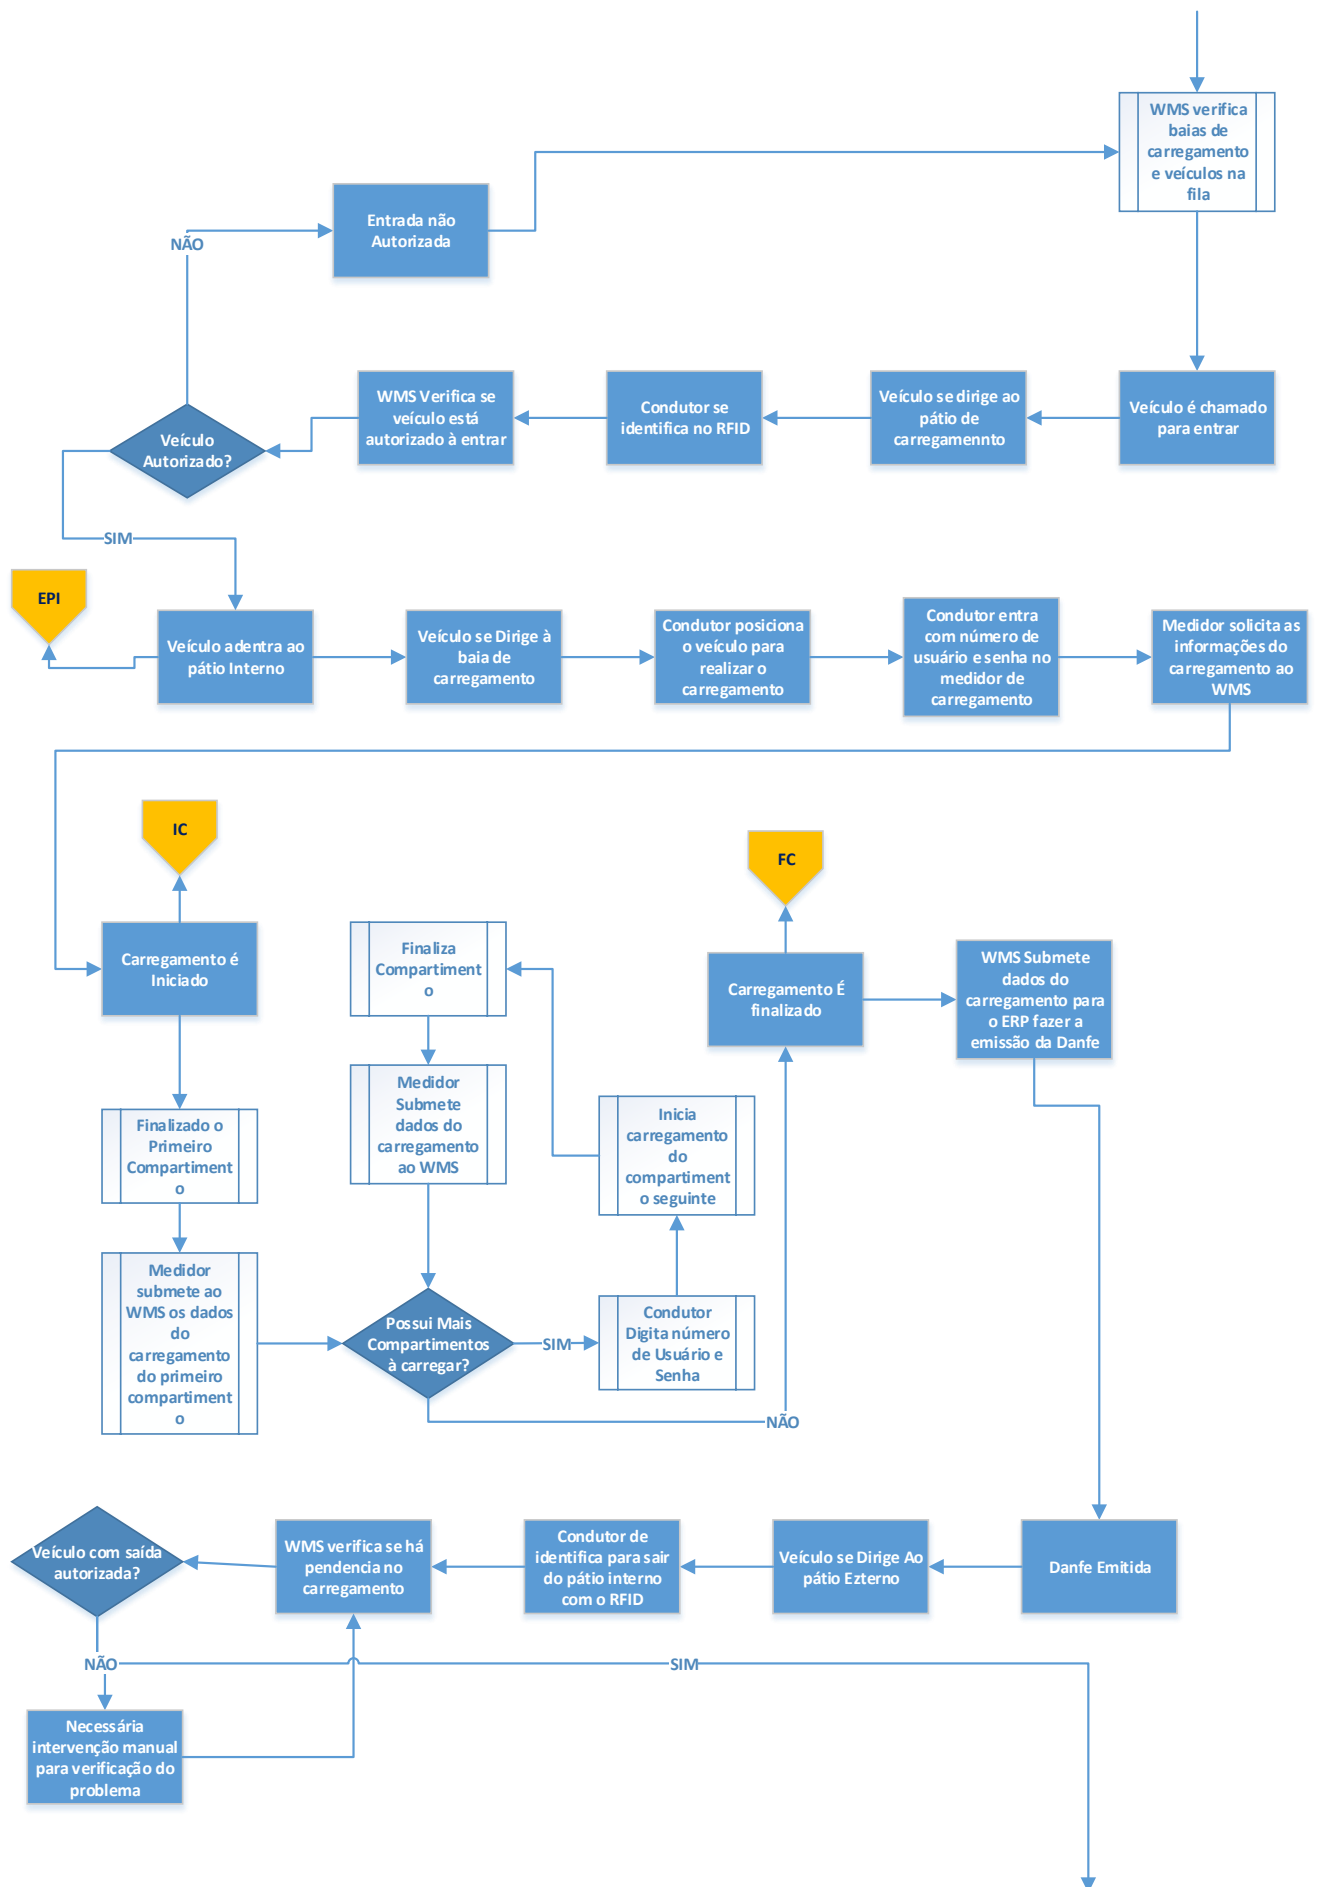 WMS verifica
baias de
carregamento
e veículos na
fila
Entrada não
Autorizada
NÃO
WMS Verifica se
veículo está
autorizado à entrar
Condutor se
identifica no RFID
Veículo se dirige ao
pátio de
carregamennto
Veículo é chamado
para entrar
Veículo
Autorizado?
SIM
EPI
Veículo adentra ao
pátio Interno
Veículo se Dirige à
baia de
carregamento
Condutor posiciona
o veículo para
realizar o
carregamento
Condutor entra
com número de
usuário e senha no
medidor de
carregamento
Medidor solicita as
informações do
carregamento ao
WMS
IC
FC
Carregamento é
Iniciado
Finaliza
Compartiment
o
Carregamento É
finalizado
WMS Submete
dados do
carregamento para
o ERP fazer a
emissão da Danfe
Medidor
Submete
dados do
carregamento
ao WMS
Inicia
carregamento
do
compartiment
o seguinte
Finalizado o
Primeiro
Compartiment
o
Medidor
submete ao
WMS os dados
do
carregamento
do primeiro
compartiment
o
Possui Mais
Compartimentos
à carregar?
SIM
Condutor
Digita número
de Usuário e
Senha
NÃO
Veículo com saída
autorizada?
WMS verifica se há
pendencia no
carregamento
Condutor de
identifica para sair
do pátio interno
com o RFID
Veículo se Dirige Ao
pátio Ezterno
Danfe Emitida
NÃO
SIM
Necessária
intervenção manual
para verificação do
problema